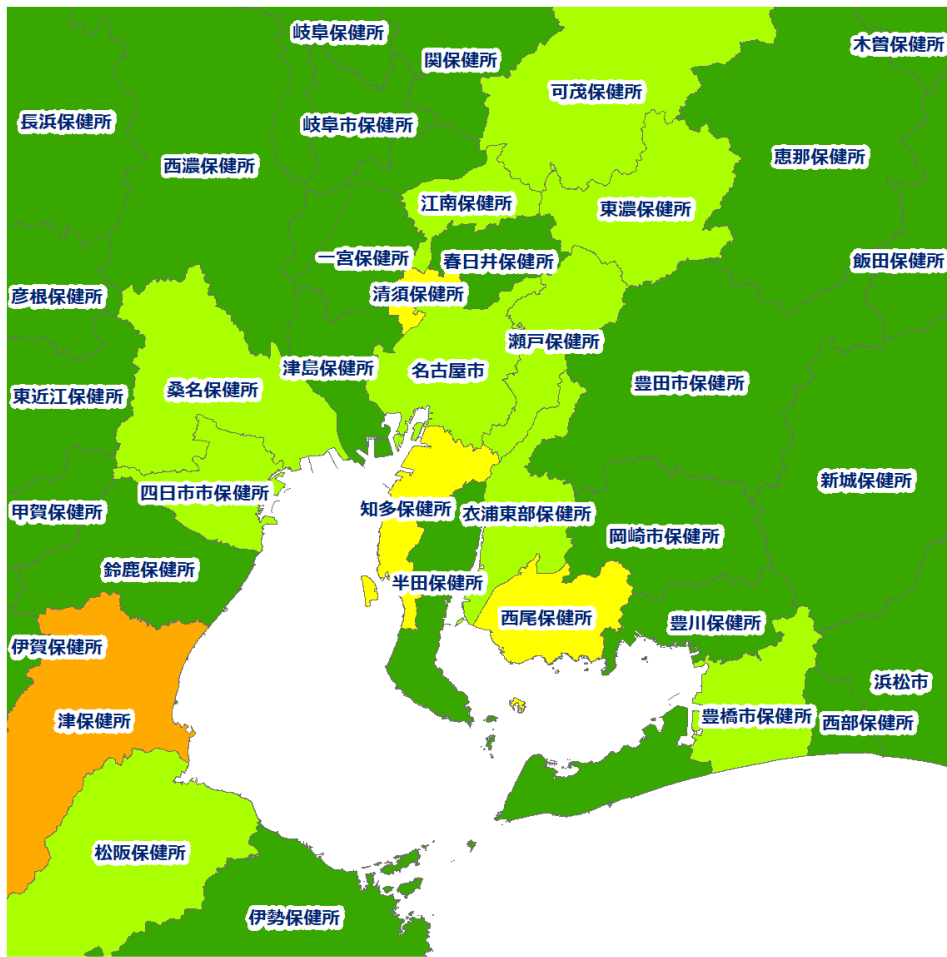 岐阜保健所
木曽保健所
関保健所
可茂保健所
長浜保健所
岐阜市保健所
西濃保健所
恵那保健所
江南保健所
東濃保健所
一宮保健所
春日井保健所
飯田保健所
彦根保健所
清須保健所
瀬戸保健所
津島保健所
名古屋市
豊田市保健所
東近江保健所
桑名保健所
新城保健所
四日市市保健所
甲賀保健所
知多保健所
衣浦東部保健所
岡崎市保健所
鈴鹿保健所
半田保健所
西尾保健所
豊川保健所
伊賀保健所
浜松市
津保健所
豊橋市保健所
西部保健所
松阪保健所
伊勢保健所